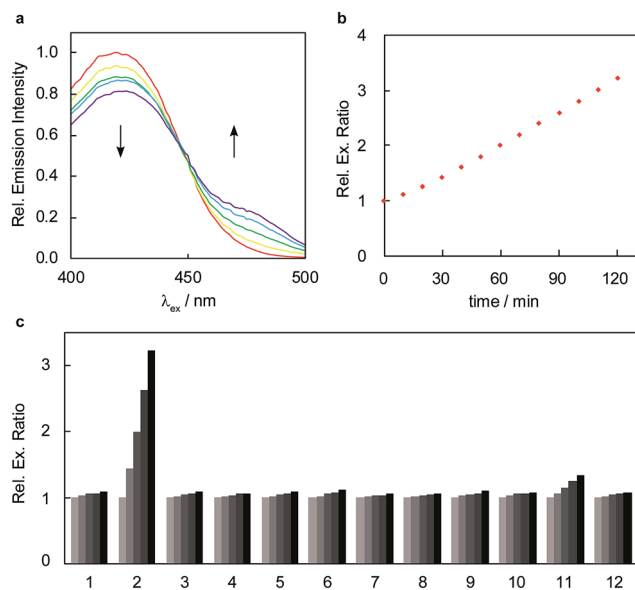 a
1.0
0.8
0.6
0.4
0.2
0.0
Rel. Emission Intensity
400 450 500
λex / nm
b
4
3
2
1
0
Rel. Ex. Ratio
0 30 60 90 120
time / min
c
3
2
1
0
Rel. Ex. Ratio
1 2 3 4 5 6 7 8 9 10 11 12